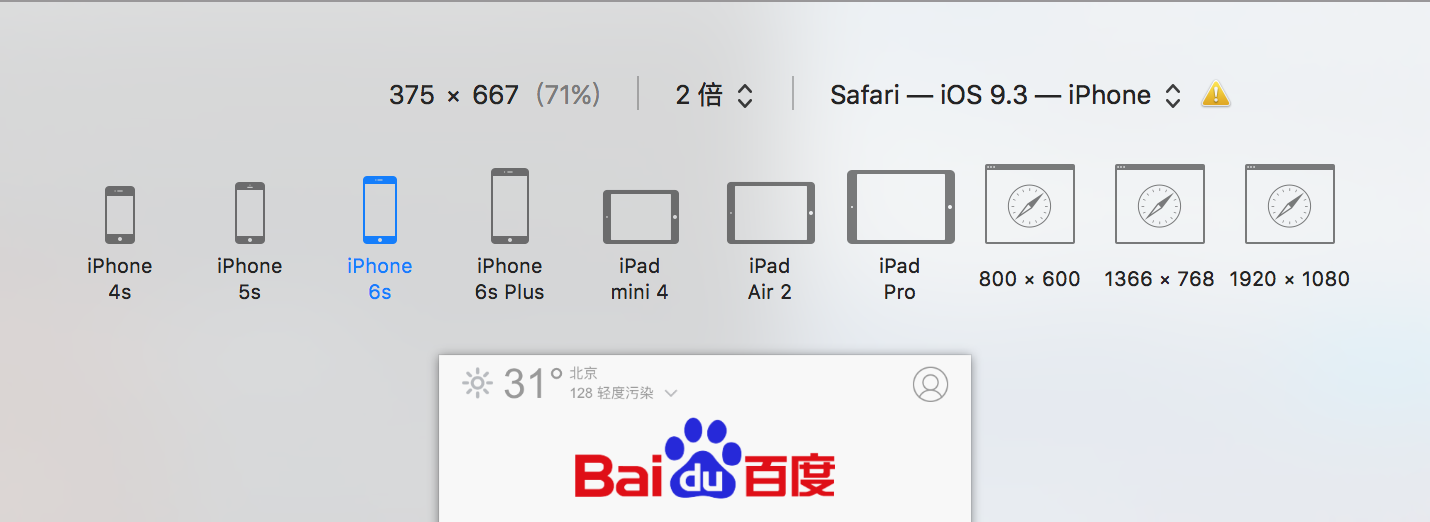 375 × 667 (71%) 2 倍 Safari — iOS 9.3 — iPhone
iPhone 4s
iPhone 5s
iPhone 6s
iPhone 6s Plus
iPad mini 4
iPad Air 2
iPad Pro
800 × 600
1366 × 768
1920 × 1080
31° 北京
128 轻度污染
Bai du 百度